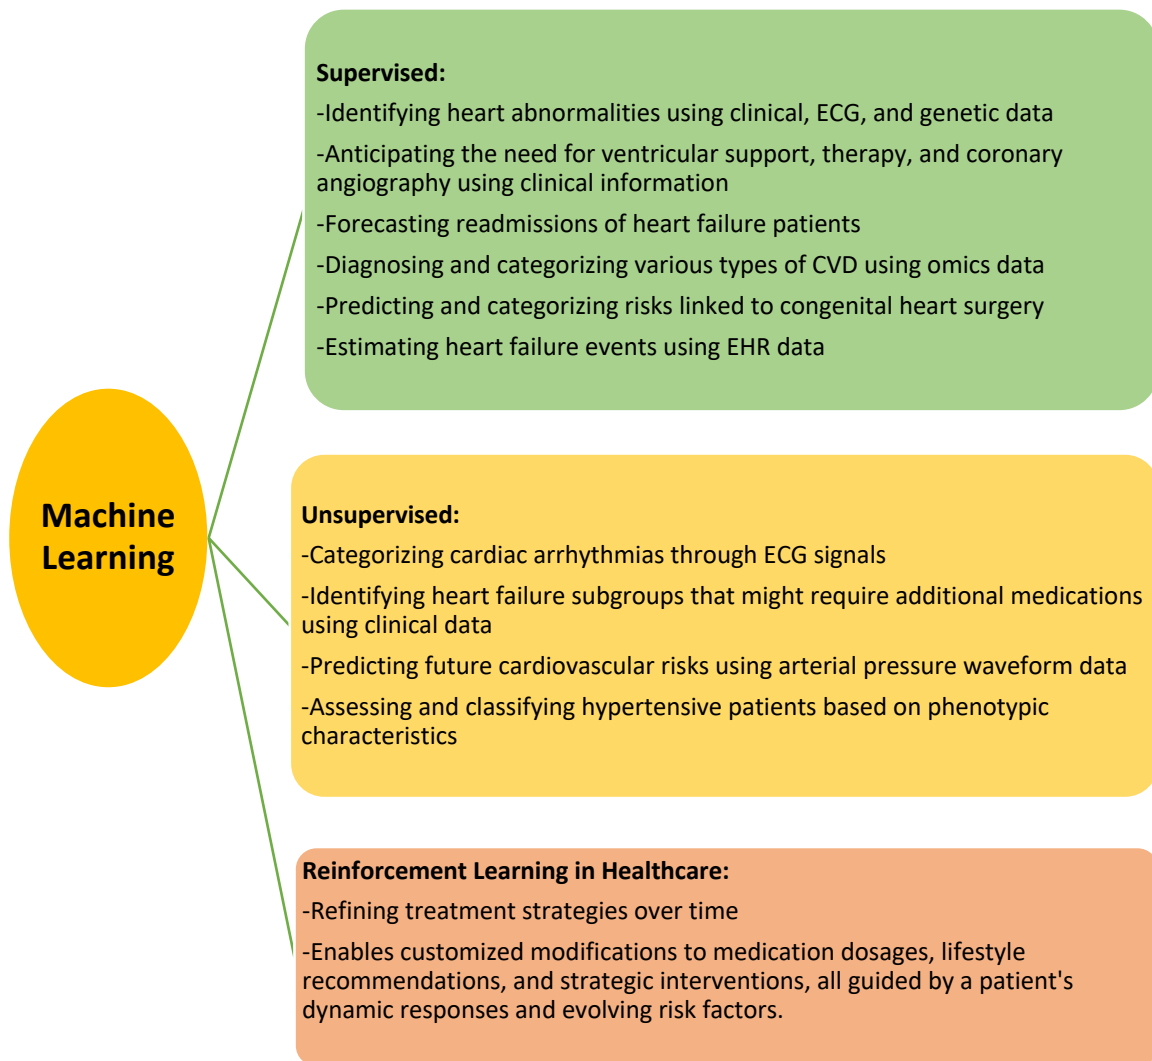 Supervised:
-Identifying heart abnormalities using clinical, ECG, and genetic data
-Anticipating the need for ventricular support, therapy, and coronary
angiography using clinical information
-Forecasting readmissions of heart failure patients
-Diagnosing and categorizing various types of CVD using omics data
-Predicting and categorizing risks linked to congenital heart surgery
-Estimating heart failure events using EHR data
Machine
Learning
Unsupervised:
-Categorizing cardiac arrhythmias through ECG signals
-Identifying heart failure subgroups that might require additional medications
using clinical data
-Predicting future cardiovascular risks using arterial pressure waveform data
-Assessing and classifying hypertensive patients based on phenotypic
characteristics
Reinforcement Learning in Healthcare:
-Refining treatment strategies over time
-Enables customized modifications to medication dosages, lifestyle
recommendations, and strategic interventions, all guided by a patient's
dynamic responses and evolving risk factors.